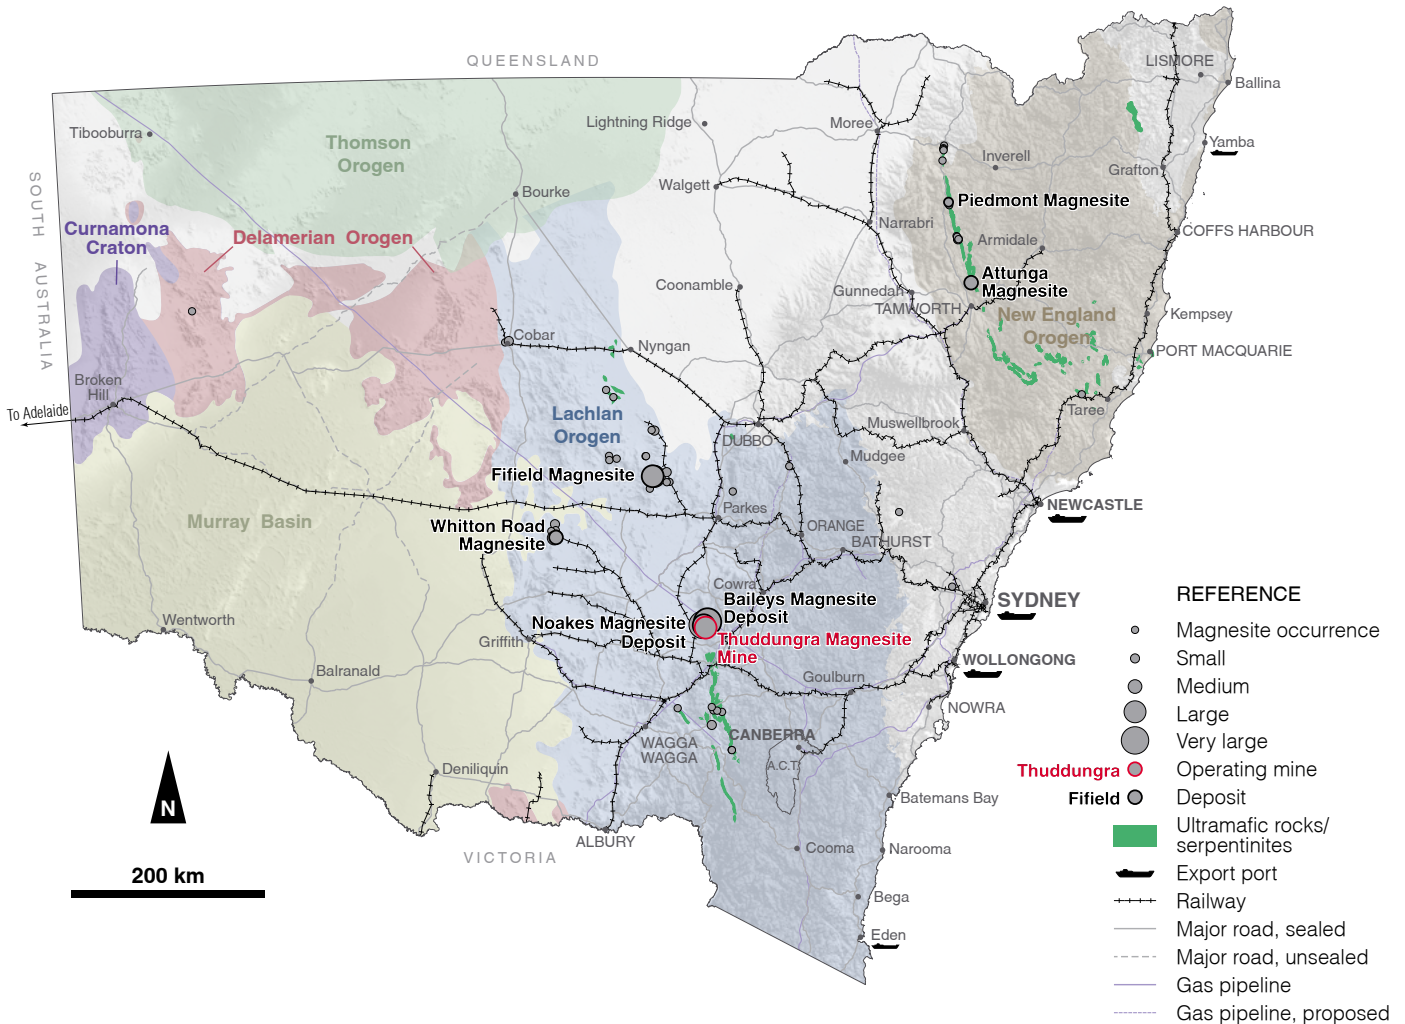 QUEENSLAND
LISMORE
Ballina
Tibooburra
Thomson
Orogen
Lightning Ridge
Moree
Yamba
Inverell
Grafton
SOUTH AUSTRALIA
Bourke
Walgett
Piedmont Magnesite
Narrabri
Curnamona
Craton
Delamerian Orogen
COFFS HARBOUR
Armidale
Attunga
Magnesite
Coonamble
Gunnedah
TAMWORTH
New England
Orogen
Kempsey
Cobar
Nyngan
PORT MACQUARIE
Broken
Hill
To Adelaide
Lachlan
Orogen
Taree
Muswellbrook
DUBBO
Mudgee
Fifield Magnesite
Murray Basin
Parkes
NEWCASTLE
Whitton Road
Magnesite
ORANGE
BATHURST
Cowra
Baileys Magnesite
Deposit
SYDNEY
Noakes Magnesite
Deposit
Thuddungra Magnesite
Mine
Wentworth
Griffith
WOLLONGONG
Balranald
Goulburn
NOWRA
WAGGA
WAGGA
CANBERRA
A.C.T.
Deniliquin
Batemans Bay
N
ALBURY
VICTORIA
Cooma
Narooma
200 km
Bega
Eden
REFERENCE
Magnesite occurrence
Small
Medium
Large
Very large
Thuddungra
Operating mine
Fifield
Deposit
Ultramafic rocks/
serpentinites
Export port
Railway
Major road, sealed
Major road, unsealed
Gas pipeline
Gas pipeline, proposed